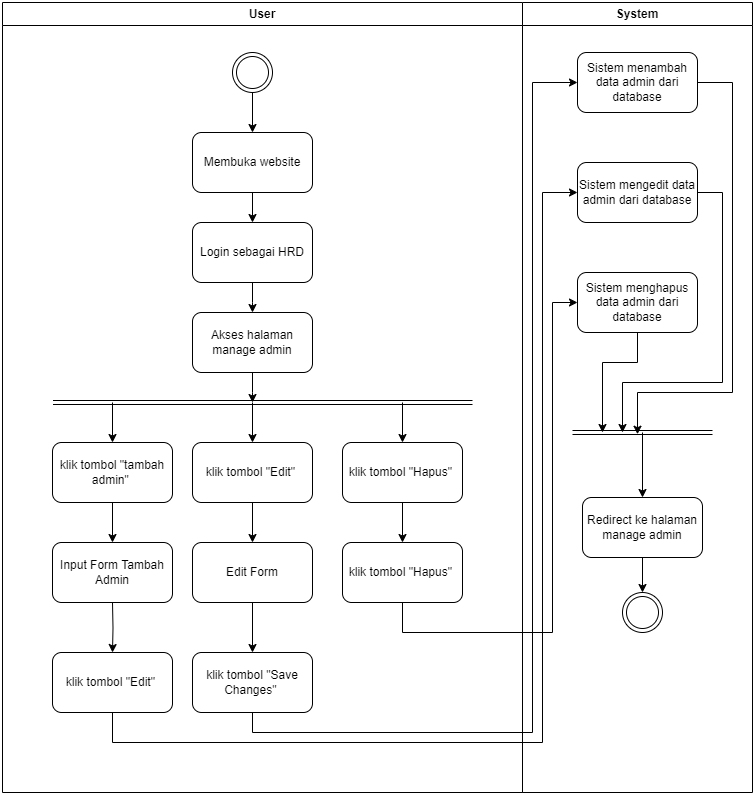 User
System
Membuka website
Login sebagai HRD
Akses halaman
manage admin
klik tombol "tambah
admin"
klik tombol "Edit"
klik tombol "Hapus"
Input Form Tambah
Admin
Edit Form
klik tombol "Hapus"
klik tombol "Edit"
klik tombol "Save
Changes"
Sistem menambah
data admin dari
database
Sistem mengedit data
admin dari database
Sistem menghapus
data admin dari
database
Redirect ke halaman
manage admin